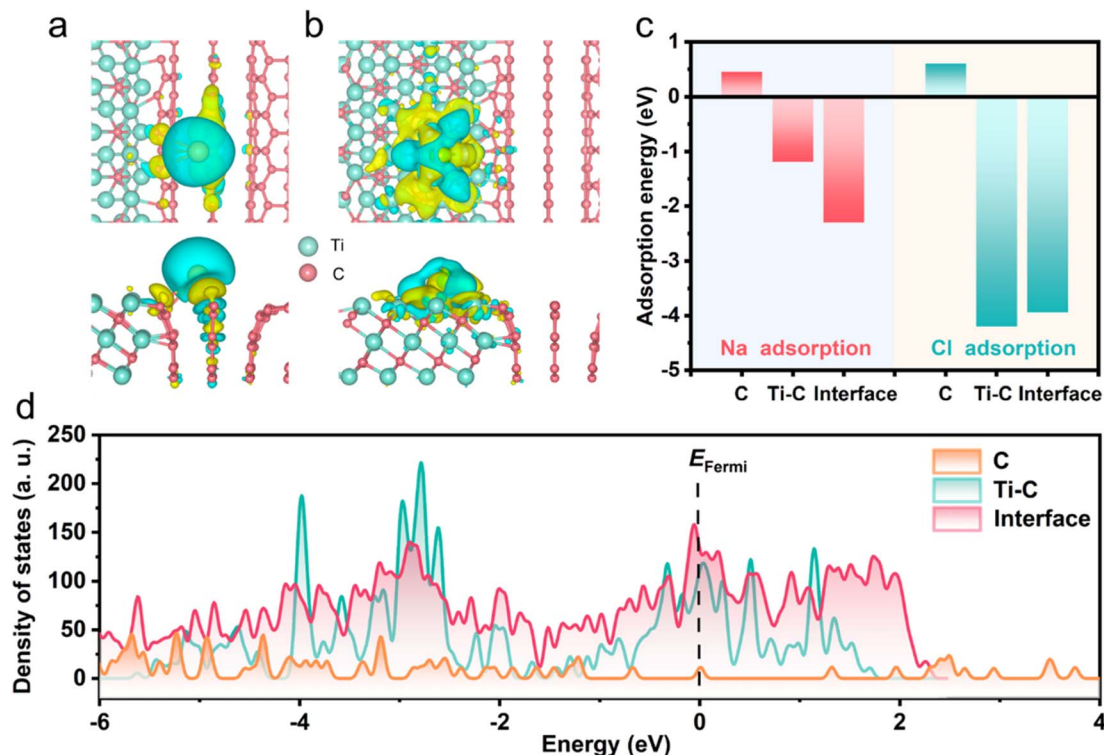 a
b
Ti
C
c
Adsorption energy (eV)
1
0
-1
-2
-3
-4
-5
Na adsorption
Cl adsorption
C Ti-C Interface C Ti-C Interface
d
Density of states (a. u.)
250
200
150
100
50
0
E Fermi
C
Ti-C
Interface
-6 -4 -2 0 2 4
Energy (eV)